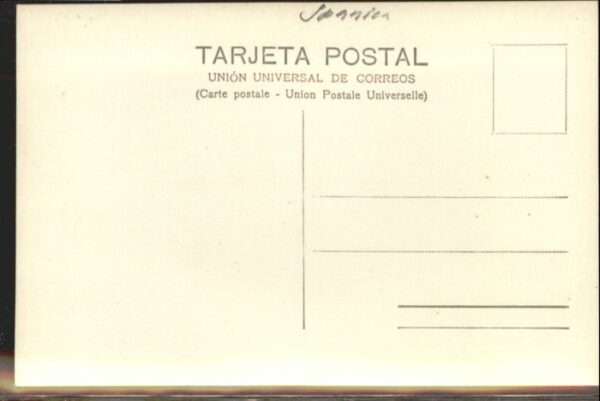 TARJETA POSTAL
UNIÓN UNIVERSAL DE CORREOS
(Carte postale - Union Postale Universelle)